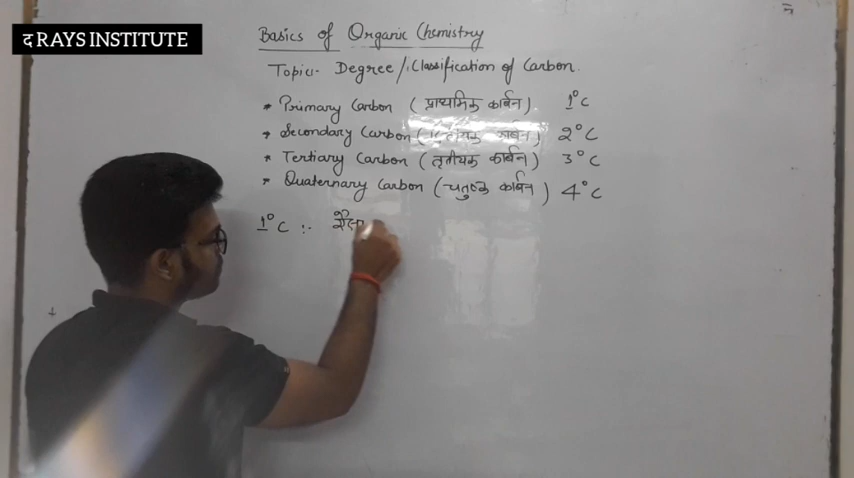 द RAYS INSTITUTE
Basics of Organic Chemistry
Topic:- Degree/Classification of Carbon.
* Primary Carbon (प्राथमिक कार्बन) 1°C
* Secondary Carbon (द्वितीयक कार्बन) 2°C
* Tertiary Carbon (तृतीयक कार्बन) 3°C
* Quaternary Carbon (चतुष्क कार्बन) 4°C
1°C :-